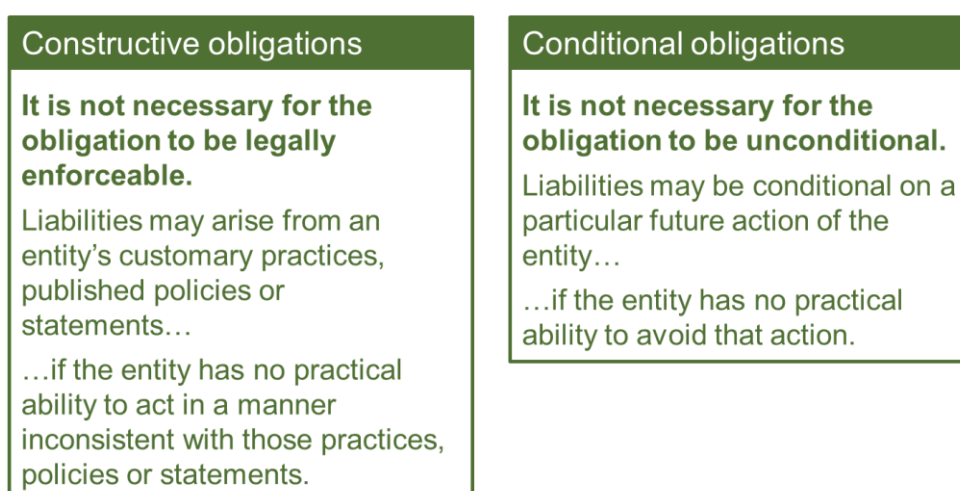 Constructive obligations
It is not necessary for the
obligation to be legally
enforceable.
Liabilities may arise from an
entity’s customary practices,
published policies or
statements…
…if the entity has no practical
ability to act in a manner
inconsistent with those practices,
policies or statements.
Conditional obligations
It is not necessary for the
obligation to be unconditional.
Liabilities may be conditional on a
particular future action of the
entity…
…if the entity has no practical
ability to avoid that action.